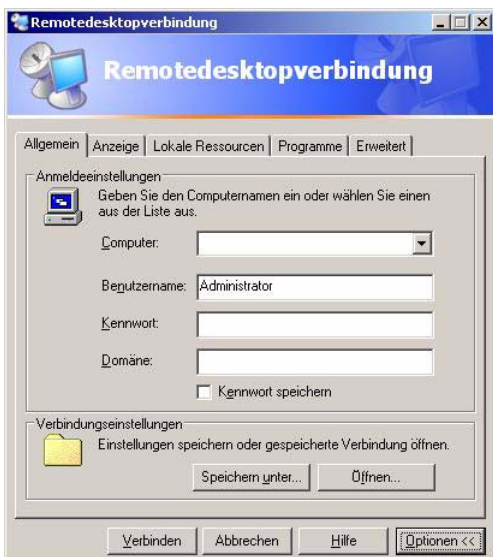 Remotedesktopverbindung
Remotedesktopverbindung
Allgemein Anzeige Lokale Ressourcen Programme Erweitert
Anmeldeeinstellungen
Geben Sie den Computernamen ein oder wählen Sie einen
aus der Liste aus.
Computer:
Benutzername: Administrator
Kennwort:
Domäne:
Kennwort speichern
Verbindungseinstellungen
Einstellungen speichern oder gespeicherte Verbindung öffnen.
Speichern unter... Öffnen...
Verbinden Abbrechen Hilfe Optionen <<